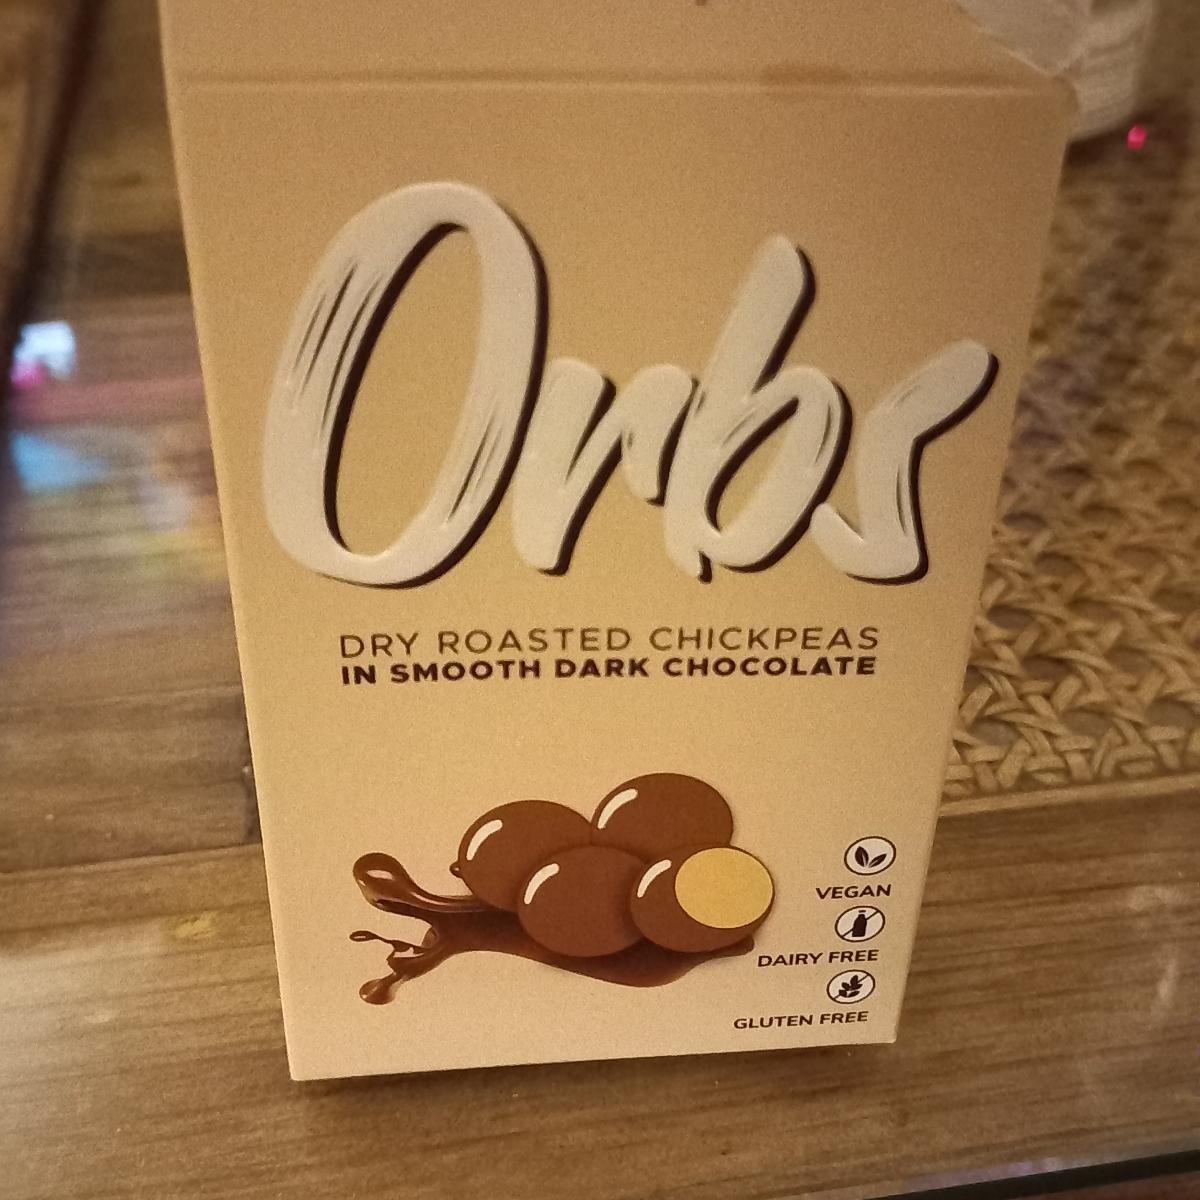 Orbs
DRY ROASTED CHICKPEAS
IN SMOOTH DARK CHOCOLATE
VEGAN
DAIRY FREE
GLUTEN FREE